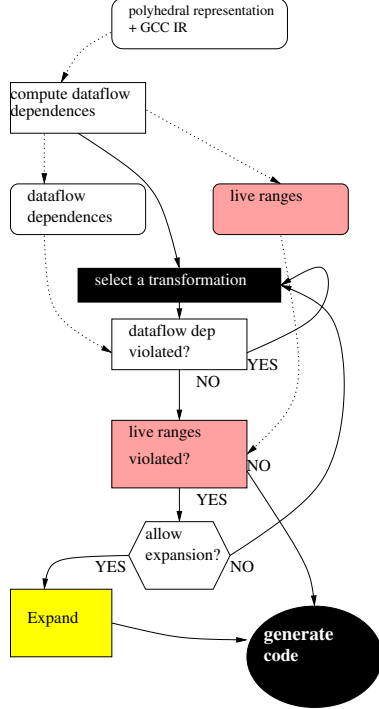 polyhedral representation
+ GCC IR
compute dataflow
dependences
dataflow
dependences
live ranges
select a transformation
dataflow dep
violated?
YES
NO
live ranges
violated?
NO
YES
allow
expansion?
YES
NO
Expand
generate
code